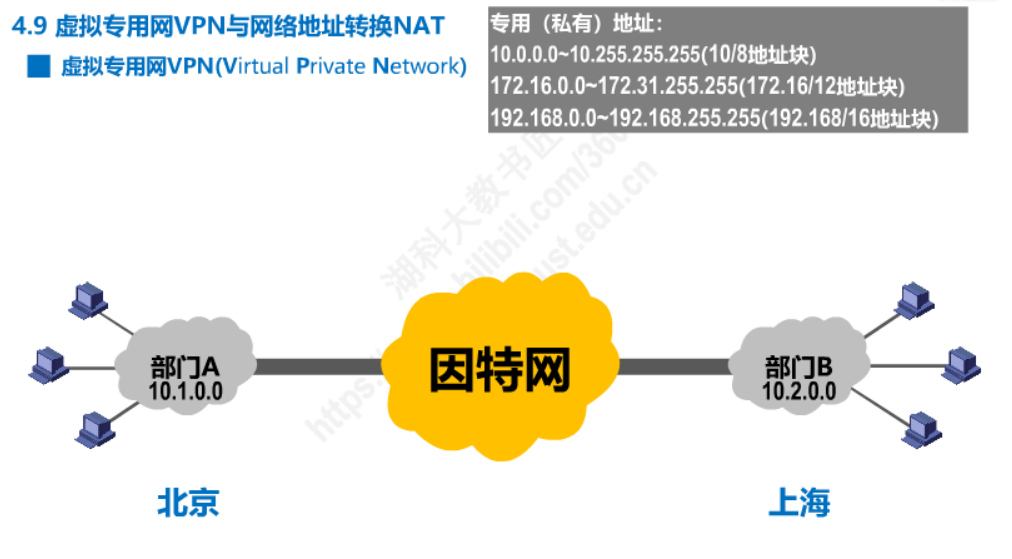 4.9 虚拟专用网VPN与网络地址转换NAT
虚拟专用网VPN(Virtual Private Network)
专用（私有）地址：
10.0.0.0~10.255.255.255(10/8地址块)
172.16.0.0~172.31.255.255(172.16/12地址块)
192.168.0.0~192.168.255.255(192.168/16地址块)
湖科大教书匠
bilibili.com/360
ust.edu.cn
https:/
部门A
10.1.0.0
因特网
部门B
10.2.0.0
北京
上海